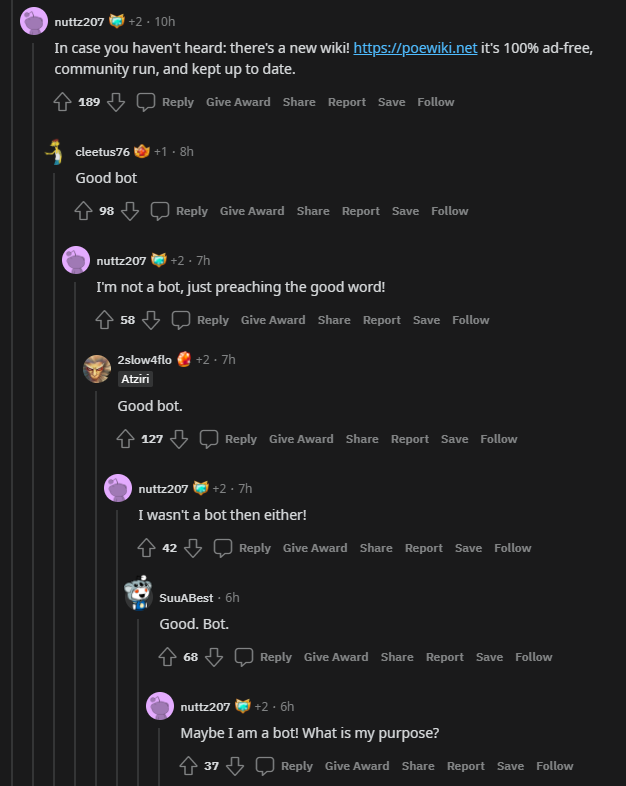 nuttz207 +2 · 10h
In case you haven't heard: there's a new wiki! https://poewiki.net it's 100% ad-free,
community run, and kept up to date.
189 Reply Give Award Share Report Save Follow
cleetus76 +1 · 8h
Good bot
98 Reply Give Award Share Report Save Follow
nuttz207 +2 · 7h
I'm not a bot, just preaching the good word!
58 Reply Give Award Share Report Save Follow
2slow4flo +2 · 7h
Atziri
Good bot.
127 Reply Give Award Share Report Save Follow
nuttz207 +2 · 7h
I wasn't a bot then either!
42 Reply Give Award Share Report Save Follow
SuuABest · 6h
Good. Bot.
68 Reply Give Award Share Report Save Follow
nuttz207 +2 · 6h
Maybe I am a bot! What is my purpose?
37 Reply Give Award Share Report Save Follow